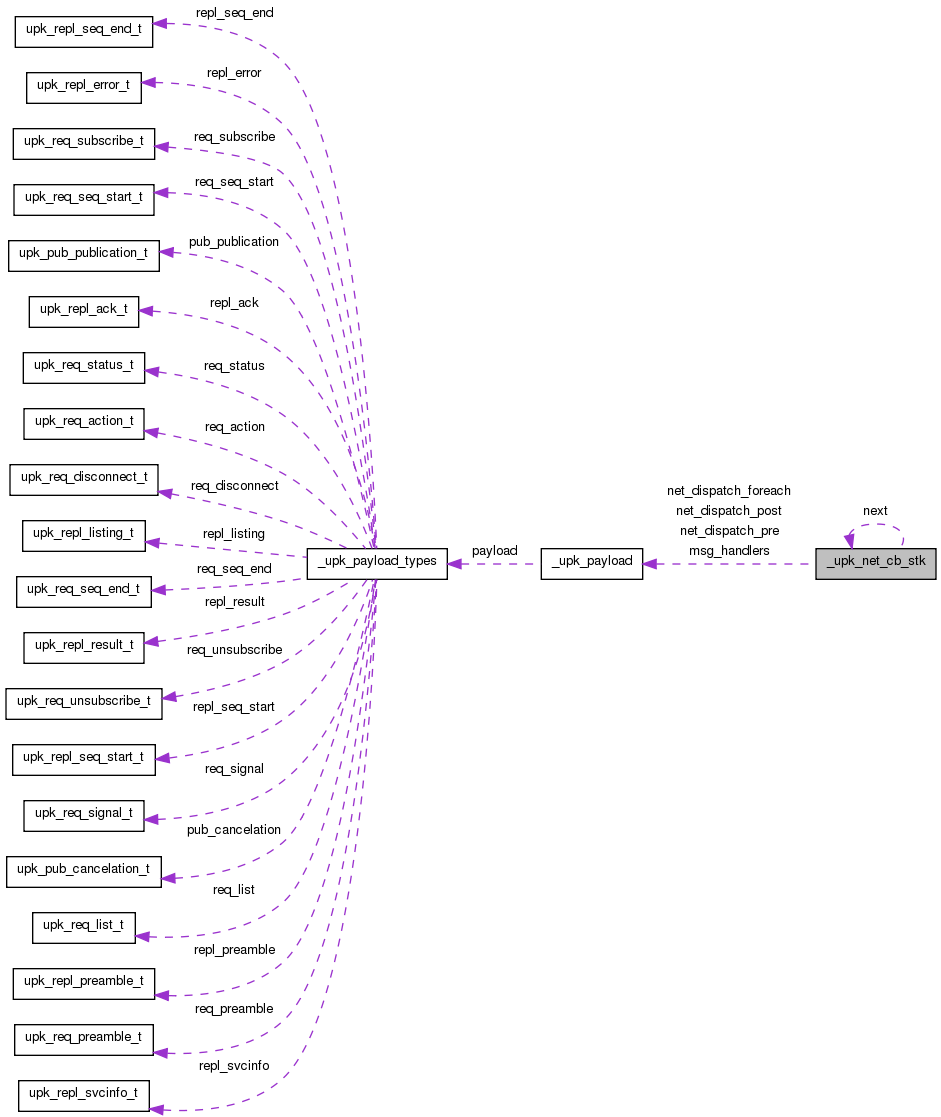 repl_seq_end
upk_repl_seq_end_t
repl_error
upk_repl_error_t
req_subscribe
upk_req_subscribe_t
req_seq_start
upk_req_seq_start_t
pub_publication
upk_pub_publication_t
repl_ack
upk_repl_ack_t
req_status
upk_req_status_t
req_action
upk_req_action_t
req_disconnect
upk_req_disconnect_t
repl_listing
upk_repl_listing_t
req_seq_end
upk_req_seq_end_t
repl_result
upk_repl_result_t
req_unsubscribe
upk_req_unsubscribe_t
repl_seq_start
upk_repl_seq_start_t
req_signal
upk_req_signal_t
pub_cancelation
upk_pub_cancelation_t
req_list
upk_req_list_t
repl_preamble
upk_repl_preamble_t
req_preamble
upk_req_preamble_t
repl_svcinfo
upk_repl_svcinfo_t
_upk_payload_types
payload
_upk_payload
net_dispatch_foreach
net_dispatch_post
net_dispatch_pre
msg_handlers
next
_upk_net_cb_stk